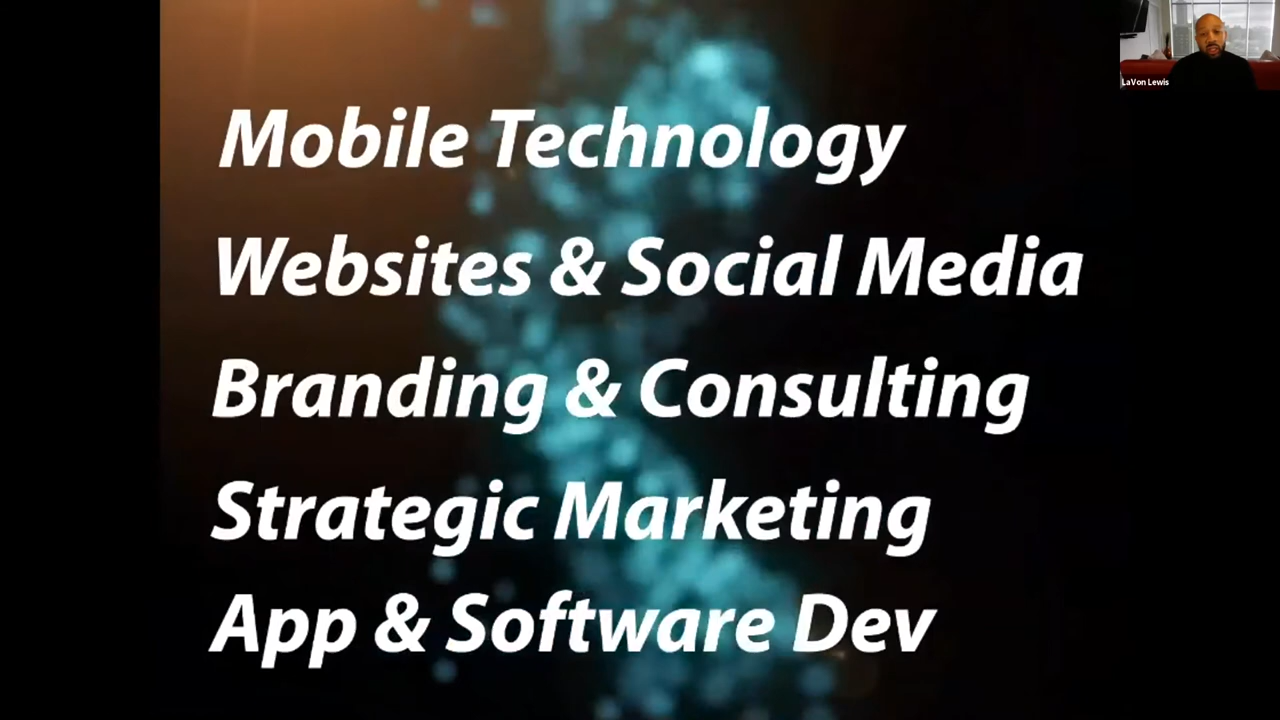 LaVon Lewis
Mobile Technology
Websites & Social Media
Branding & Consulting
Strategic Marketing
App & Software Dev